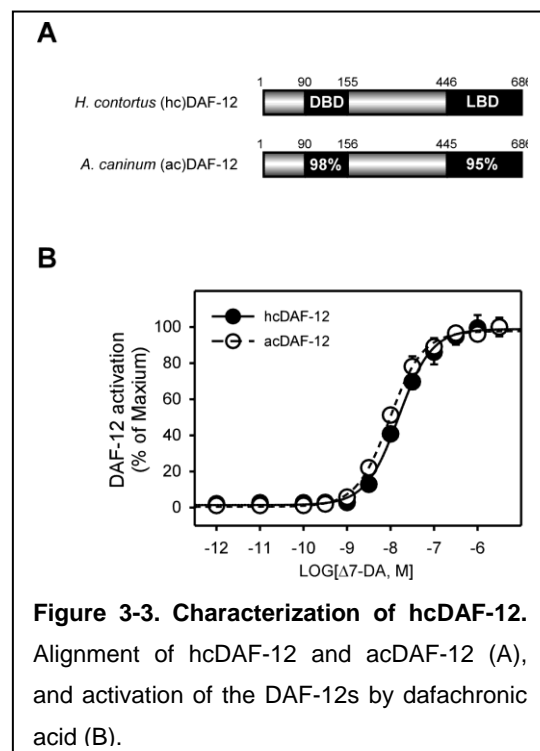 A
1 90 155 446 686
H. contortus (hc)DAF-12 DBD LBD
1 90 156 445 686
A. caninum (ac)DAF-12 98% 95%
B
hcDAF-12
acDAF-12
100
80
60
40
20
0
DAF-12 activation
(% of Maxium)
-12 -11 -10 -9 -8 -7 -6
LOG[Δ7-DA, M]
Figure 3-3. Characterization of hcDAF-12.
Alignment of hcDAF-12 and acDAF-12 (A),
and activation of the DAF-12s by dafachronic
acid (B).